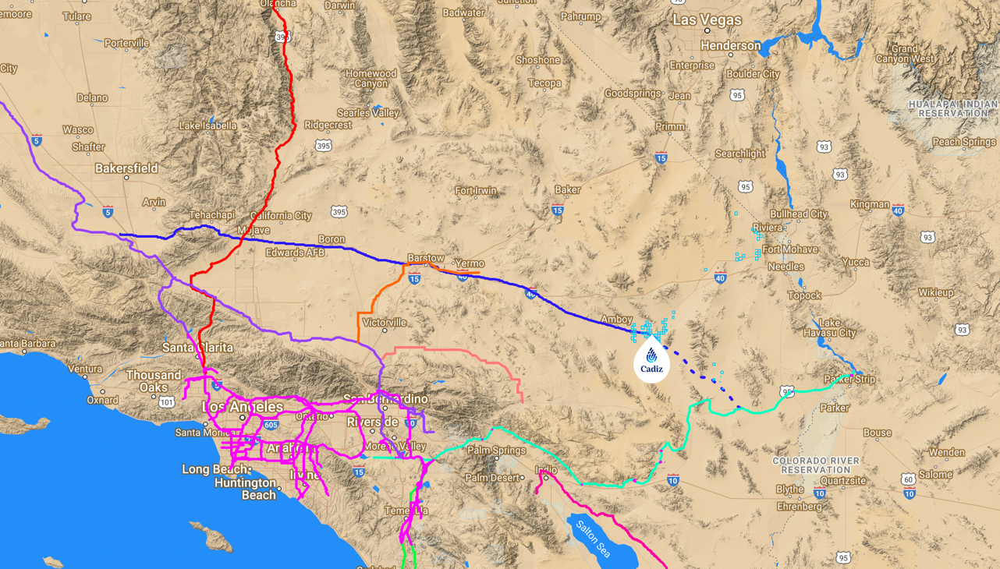 Olancha
Darwin
Badwater
Junction
Pahrump
95
emoore
Tulare
Las Vegas
395
Porterville
Henderson
Grand
Canyon West
City
Shoshone
Enterprise
Homewood
Canyon
Boulder City
Tecopa
Delano
Goodsprings
Jean
95
HUALAPAI INDIAN
RESERVATION
Searles Valley
Wasco
Lake Isabella
Ridgecrest
Primm
5
Shafter
395
93
Peach Springs
Searchlight
15
Bakersfield
93
95
Fort Irwin
Baker
Arvin
Kingman
5
Tehachapi
California City
395
15
Bullhead City
40
Mojave
Riviera
93
Boron
Edwards AFB
Fort Mohave
Barstow
Yermo
Needles
Yucca
15
40
40
40
Topock
Wikieup
Victorville
Amboy
Lake
Havasu City
93
anta Barbara
Santa Clarita
Cadiz
Ventura
Thousand
Oaks
Parker Strip
5
95
Oxnard
101
San Bernardino
Los Angeles
Parker
Ontario
Riverside
10
605
Santa Monica
Bouse
Anaheim
Moreno Valley
Palm Springs
Wenden
Long Beach
Irvine
15
Palm Desert
Indio
10
COLORADO RIVER
RESERVATION
Salome
60
Huntington
Beach
Quartzsite
Blythe
10
10
Ehrenberg
Temecula
Salton Sea
95